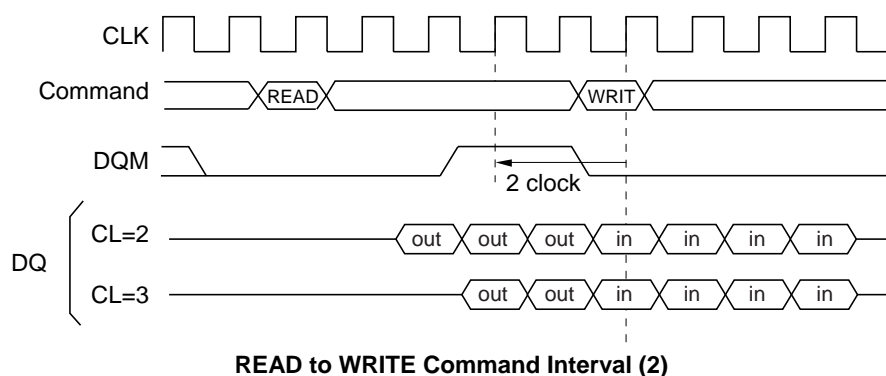 CLK
Command READ WRIT
DQM
2 clock
DQ
CL=2 out out out in in in in
CL=3 out out in in in in
READ to WRITE Command Interval (2)